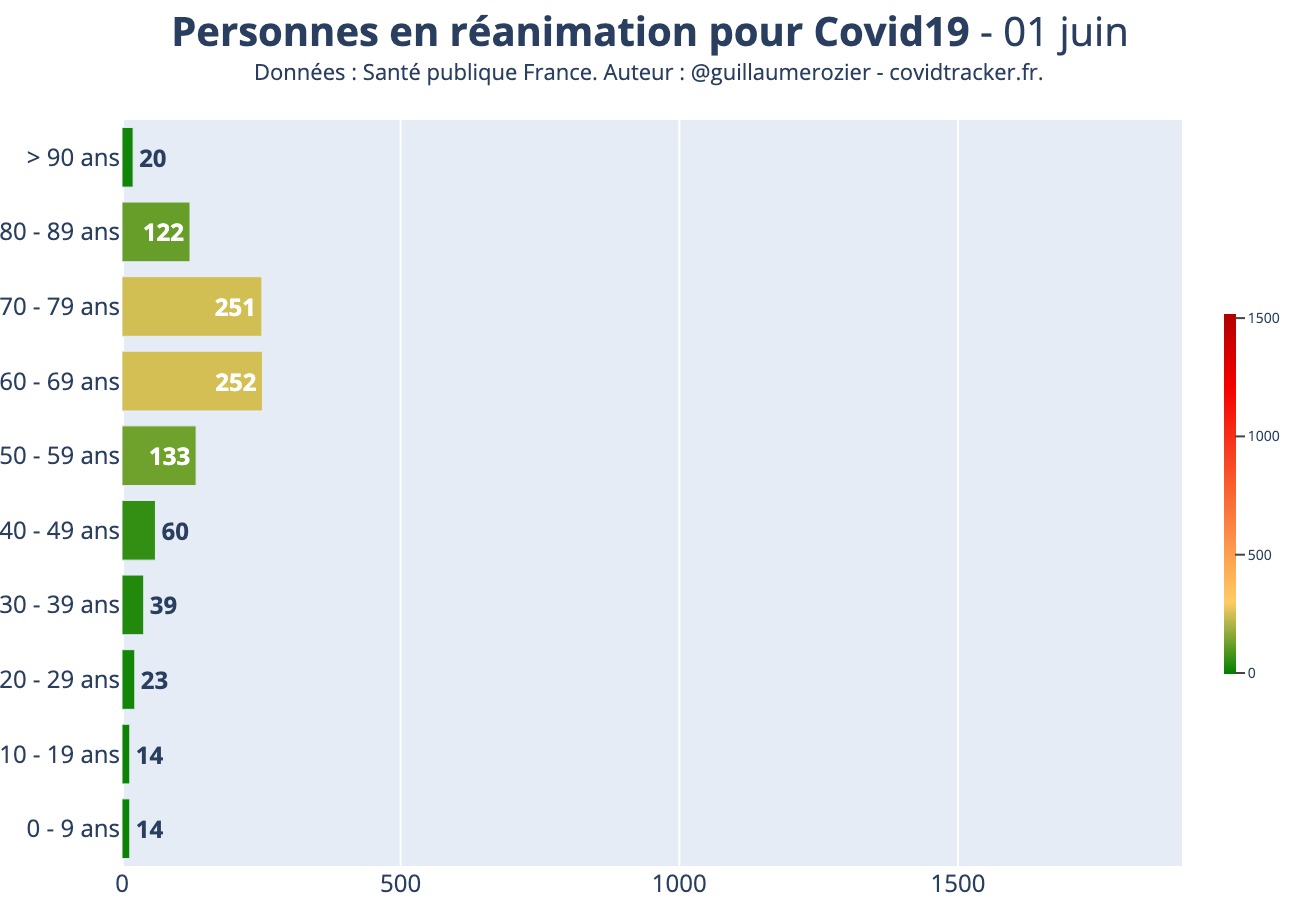 Personnes en réanimation pour Covid19 - 01 juin
Données : Santé publique France. Auteur : @guillaumerozier - covidtracker.fr.
> 90 ans 20
80 - 89 ans 122
70 - 79 ans 251
60 - 69 ans 252
50 - 59 ans 133
40 - 49 ans 60
30 - 39 ans 39
20 - 29 ans 23
10 - 19 ans 14
0 - 9 ans 14
0 500 1000 1500
1500
1000
500
0